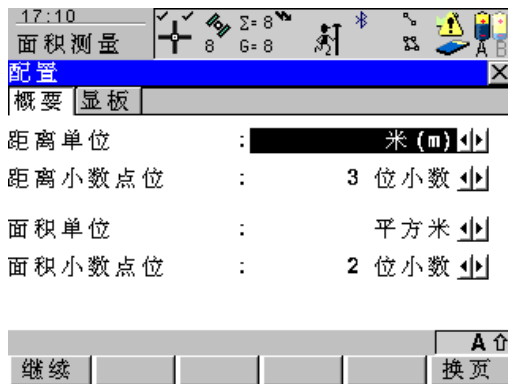 17:10
面积测量
8
Σ= 8
G= 8
A B
配置
概要 显板
距离单位 : 米 (m)
距离小数点位 : 3 位小数
面积单位 : 平方米
面积小数点位 : 2 位小数
A
继续 换页